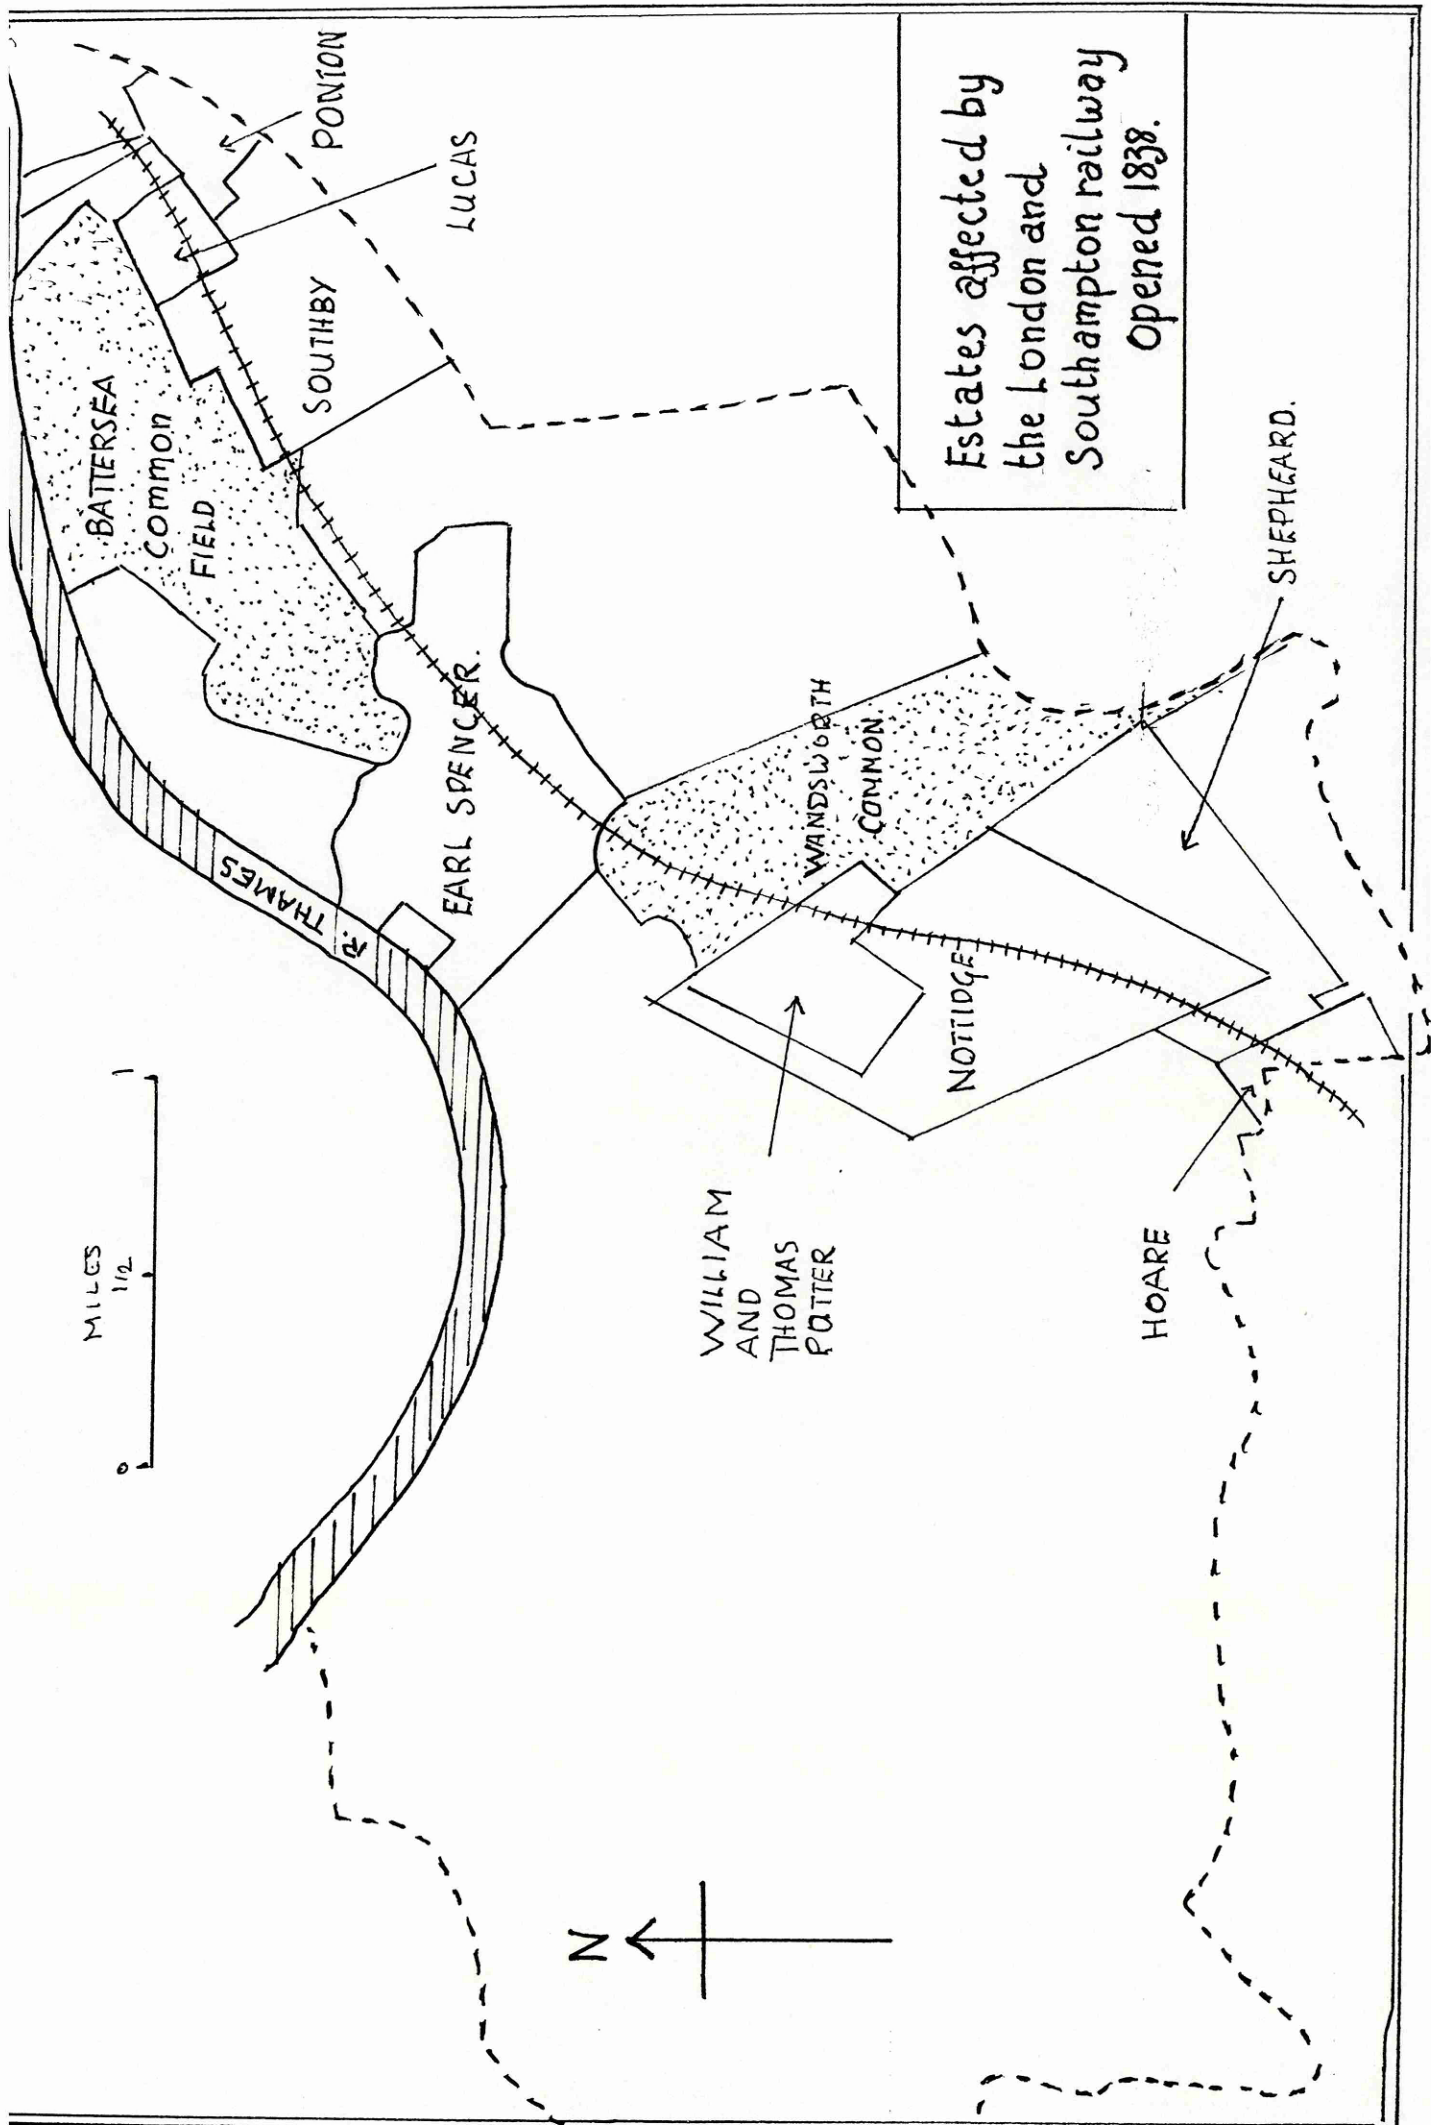 Estates affected by
the London and
Southampton railway
Opened 1838.
MILES
0 1/2 1
N
R. THAMES
BATTERSEA
Common
FIELD
PONTON
LUCAS
SOUTHBY
EARL SPENCER.
WANDSWORTH
COMMON
WILLIAM
AND
THOMAS
POTTER
NOTTIDGE
SHEPHEARD.
HOARE